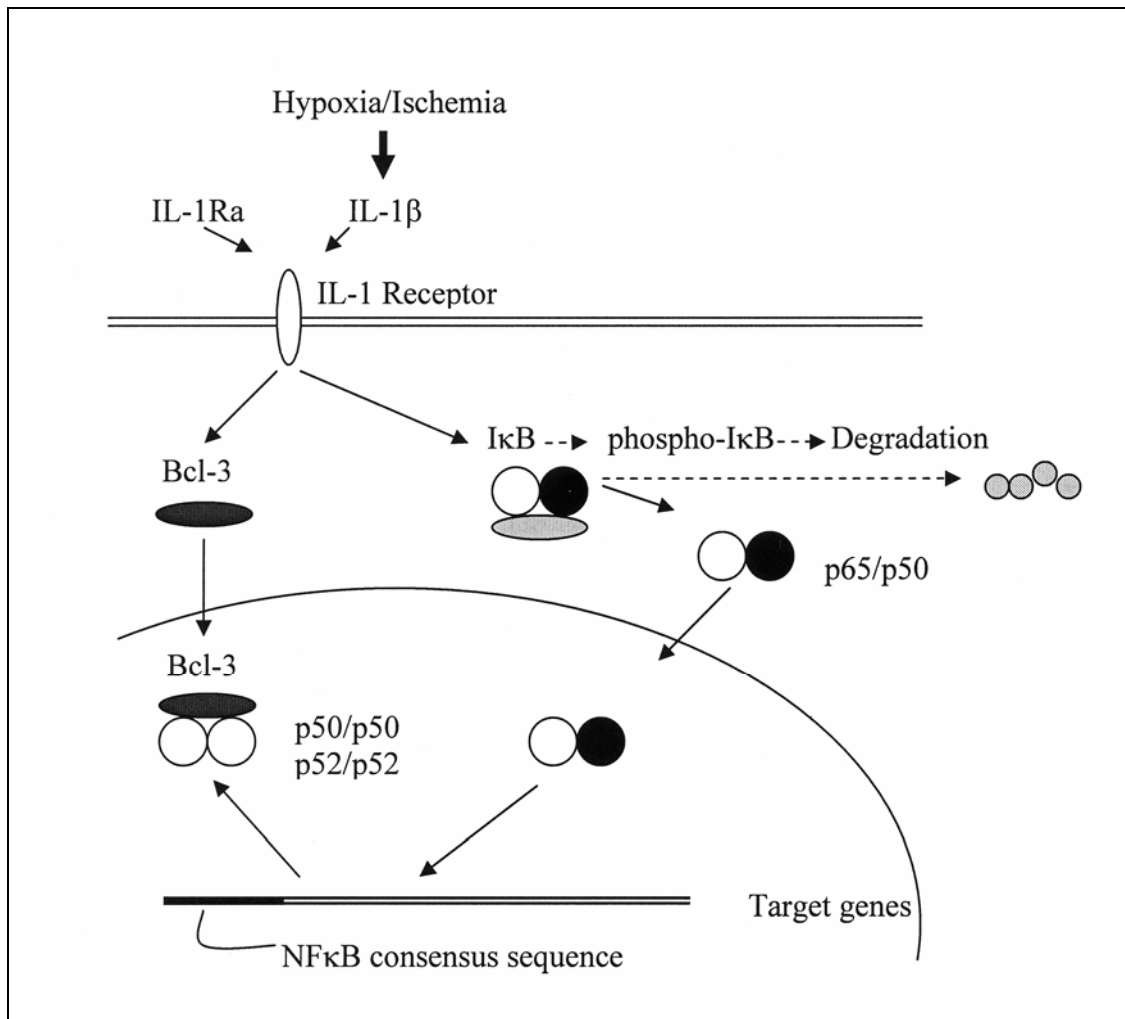 Hypoxia/Ischemia
IL-1Ra
IL-1β
IL-1 Receptor
IκB
phospho-IκB
Degradation
Bcl-3
p65/p50
Bcl-3
p50/p50
p52/p52
Target genes
NFκB consensus sequence